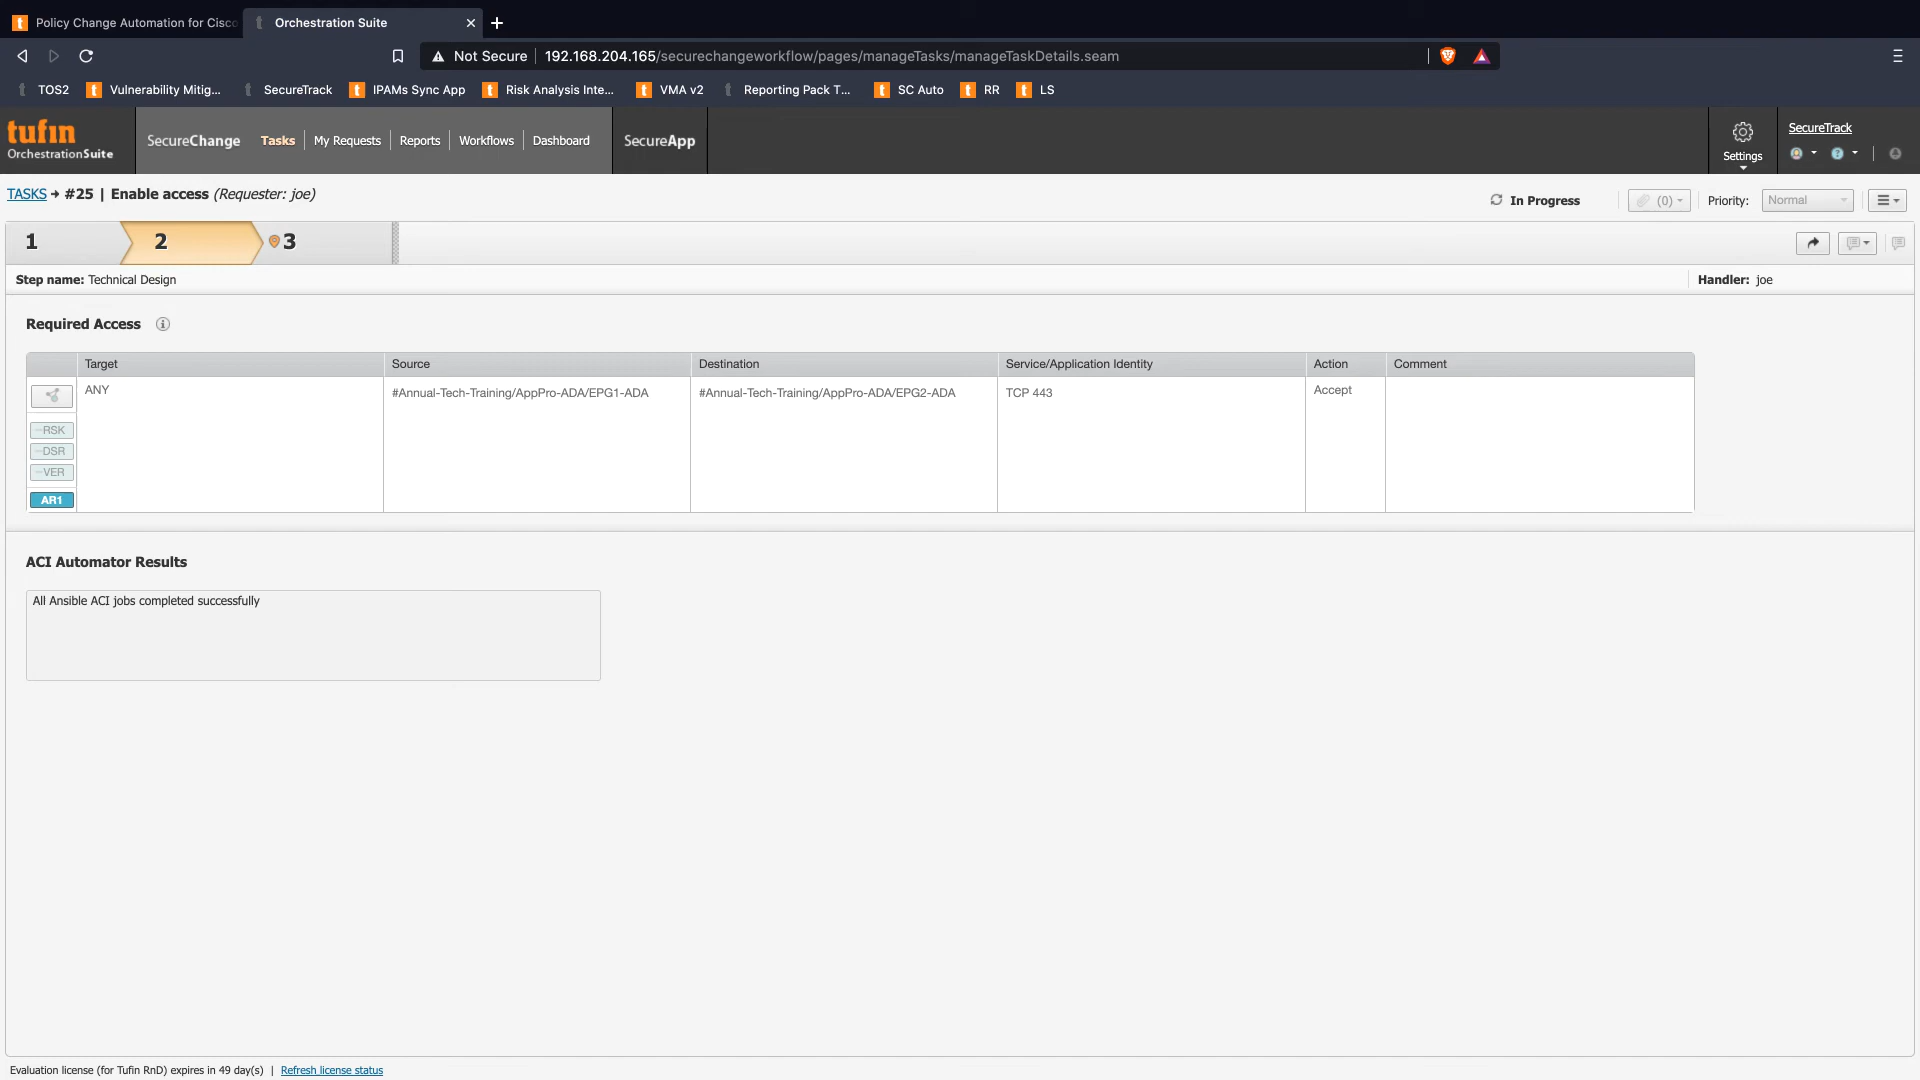 Policy Change Automation for Cisco
Orchestration Suite
Not Secure 192.168.204.165/securechangeworkflow/pages/manageTasks/manageTaskDetails.seam
TOS2 Vulnerability Mitig... SecureTrack IPAMs Sync App Risk Analysis Inte... VMA v2 Reporting Pack T... SC Auto RR LS
tufin
OrchestrationSuite
SecureChange Tasks My Requests Reports Workflows Dashboard SecureApp
Settings
SecureTrack
TASKS → #25 | Enable access (Requester: joe)
In Progress (0) Priority: Normal
1 2 3
Step name: Technical Design
Handler: joe
Required Access
Target Source Destination Service/Application Identity Action Comment
ANY #Annual-Tech-Training/AppPro-ADA/EPG1-ADA #Annual-Tech-Training/AppPro-ADA/EPG2-ADA TCP 443 Accept
RSK
DSR
VER
AR1
ACI Automator Results
All Ansible ACI jobs completed successfully
Evaluation license (for Tufin RnD) expires in 49 day(s) | Refresh license status